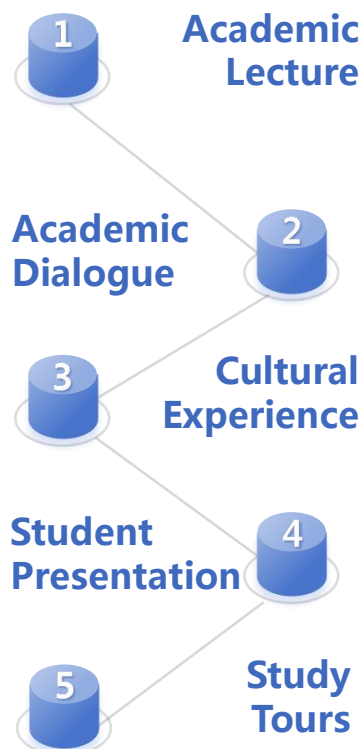 1
Academic
Lecture
Academic
Dialogue
2
3
Cultural
Experience
Student
Presentation
4
5
Study
Tours